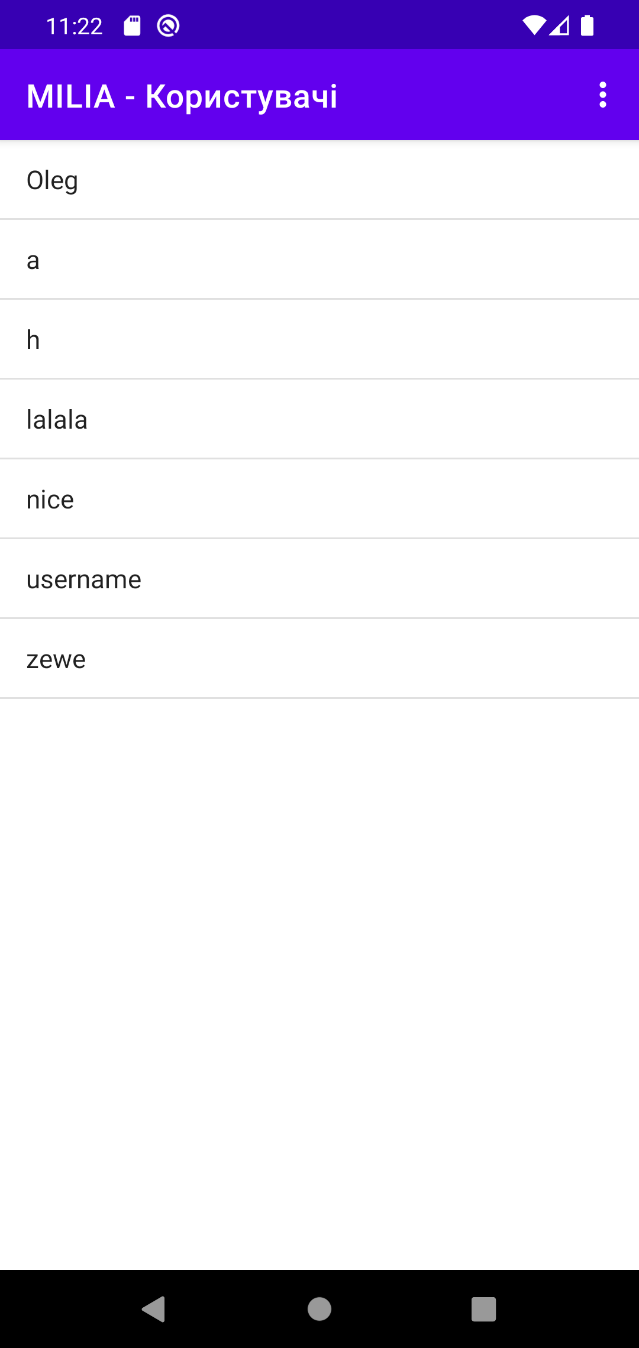 11:22
MILIA - Користувачі
Oleg
a
h
lalala
nice
username
zewe